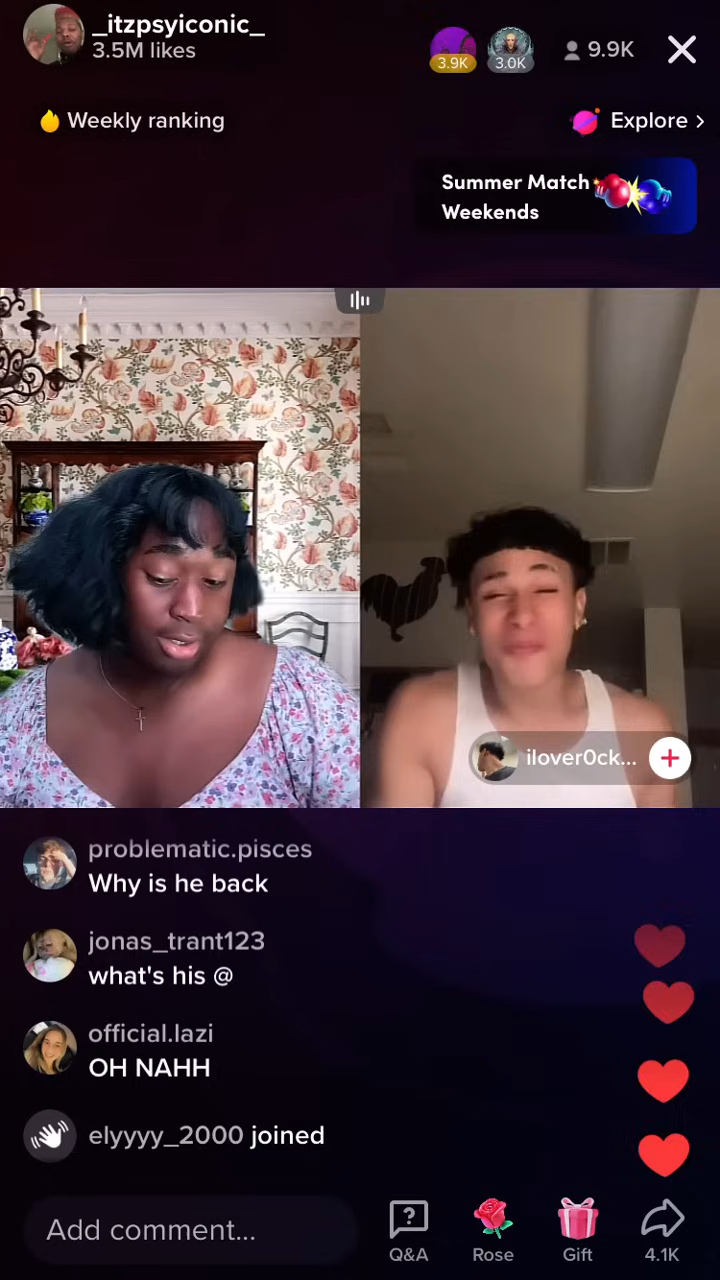 _itzpsyiconic_
3.5M likes
3.9K
3.0K
9.9K
Weekly ranking
Explore >
Summer Match
Weekends
ilover0ck...
problematic.pisces
Why is he back
jonas_trant123
what's his @
official.lazi
OH NAHH
elyyyy_2000 joined
Add comment...
Q&A
Rose
Gift
4.1K